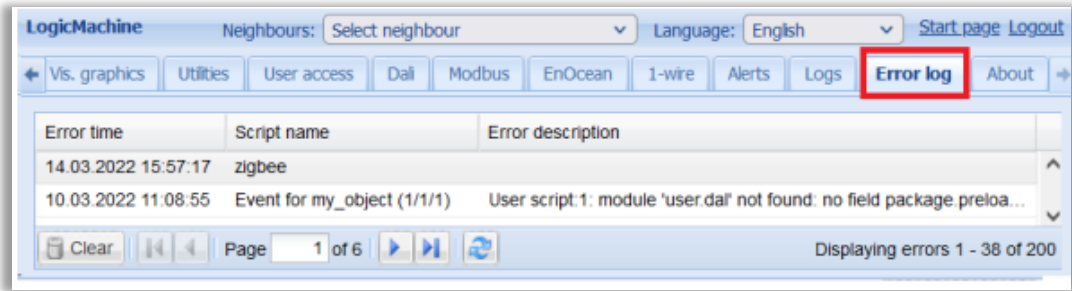 LogicMachine Neighbours: Select neighbour Language: English Start page Logout
Vis. graphics Utilities User access Dali Modbus EnOcean 1-wire Alerts Logs Error log About
Error time Script name Error description
14.03.2022 15:57:17 zigbee
10.03.2022 11:08:55 Event for my_object (1/1/1) User script:1: module 'user.dal' not found: no field package.preloa...
Clear Page 1 of 6 Displaying errors 1 - 38 of 200